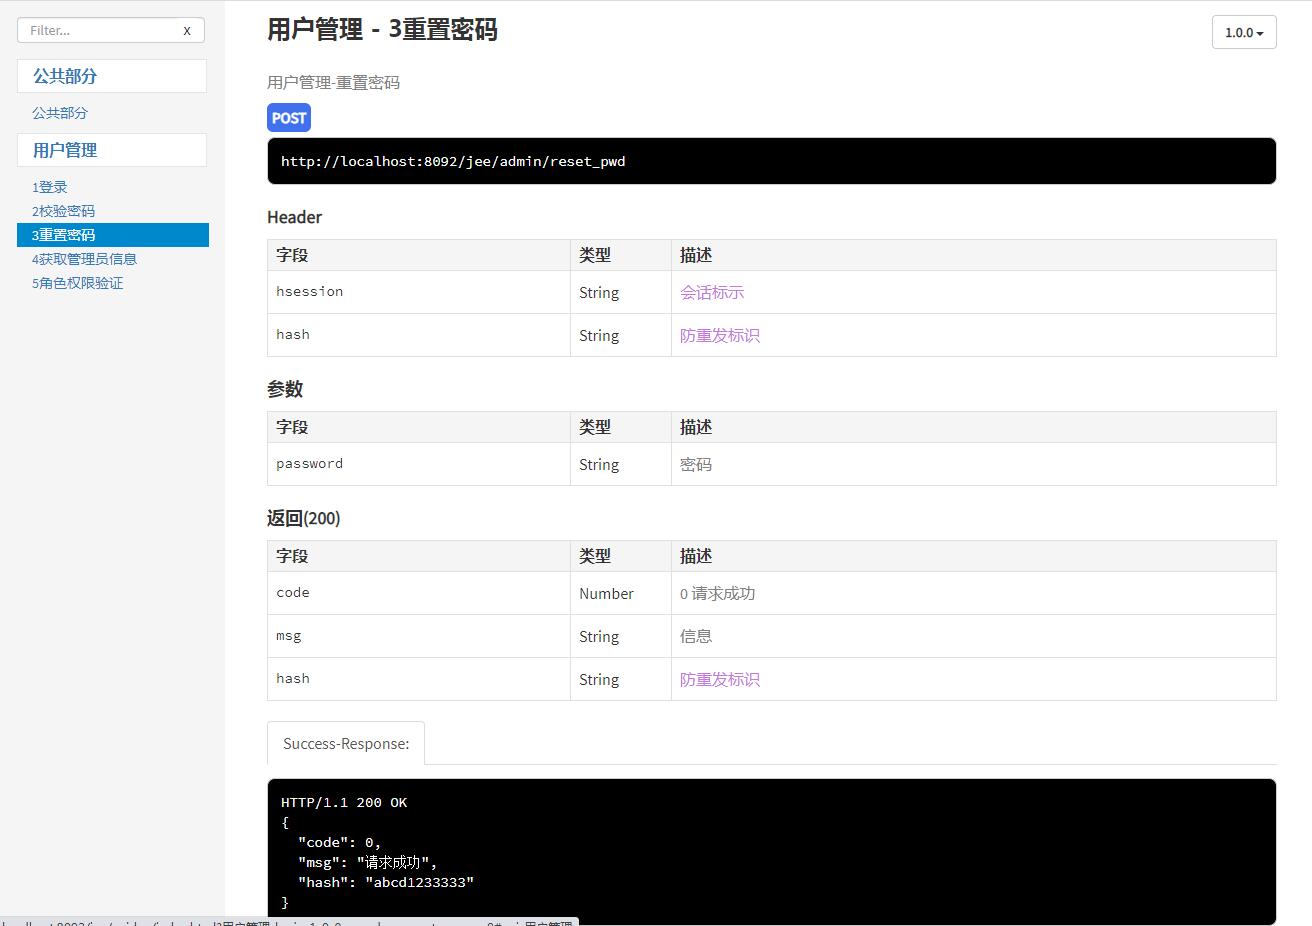 Filter...
X
公共部分
公共部分
用户管理
1登录
2校验密码
3重置密码
4获取管理员信息
5角色权限验证
用户管理 - 3重置密码
1.0.0
用户管理-重置密码
POST
http://localhost:8092/jee/admin/reset_pwd
Header
字段 类型 描述
hsession String 会话标示
hash String 防重发标识
参数
字段 类型 描述
password String 密码
返回(200)
字段 类型 描述
code Number 0 请求成功
msg String 信息
hash String 防重发标识
Success-Response:
HTTP/1.1 200 OK
{
"code": 0,
"msg": "请求成功",
"hash": "abcd1233333"
}